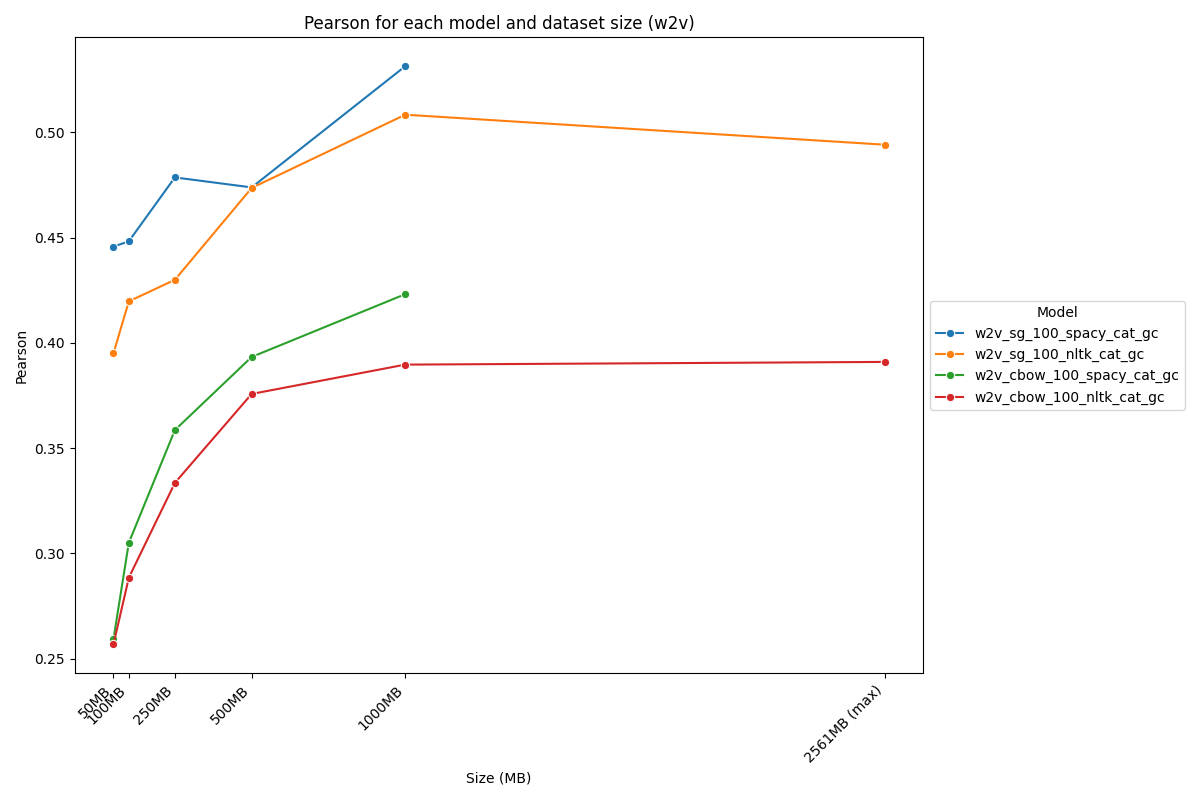 Pearson for each model and dataset size (w2v)
Pearson
0.50
0.45
0.40
0.35
0.30
0.25
50MB
100MB
250MB
500MB
1000MB
2561MB (max)
Size (MB)
Model
w2v_sg_100_spacy_cat_gc
w2v_sg_100_nltk_cat_gc
w2v_cbow_100_spacy_cat_gc
w2v_cbow_100_nltk_cat_gc